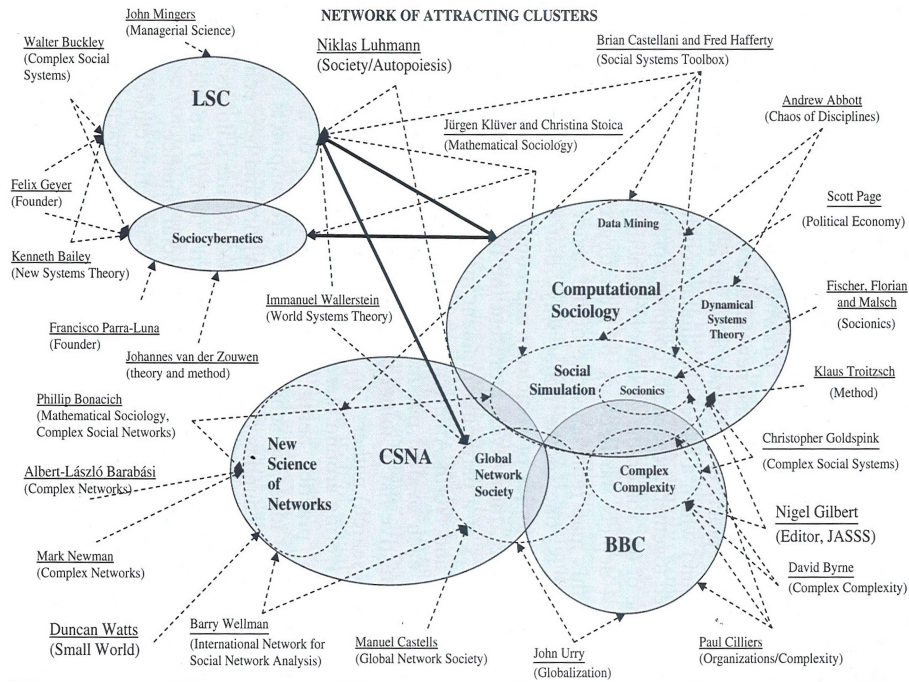 NETWORK OF ATTRACTING CLUSTERS
John Mingers
(Managerial Science)
Walter Buckley
(Complex Social
Systems)
Niklas Luhmann
(Society/Autopoiesis)
Brian Castellani and Fred Hafferty
(Social Systems Toolbox)
LSC
Andrew Abbott
(Chaos of Disciplines)
Jürgen Klüver and Christina Stoica
(Mathematical Sociology)
Felix Geyer
(Founder)
Scott Page
(Political Economy)
Sociocybernetics
Data Mining
Kenneth Bailey
(New Systems Theory)
Computational
Sociology
Dynamical
Systems
Theory
Fischer, Florian
and Malsch
(Socionics)
Immanuel Wallerstein
(World Systems Theory)
Francisco Parra-Luna
(Founder)
Johannes van der Zouwen
(theory and method)
Social
Simulation
Socionics
Klaus Troitzsch
(Method)
Phillip Bonacich
(Mathematical Sociology,
Complex Social Networks)
New
Science
of
Networks
CSNA
Global
Network
Society
Complex
Complexity
Christopher Goldspink
(Complex Social Systems)
Albert-László Barabási
(Complex Networks)
Nigel Gilbert
(Editor, JASSS)
BBC
Mark Newman
(Complex Networks)
David Byrne
(Complex Complexity)
Duncan Watts
(Small World)
Barry Wellman
(International Network for
Social Network Analysis)
Manuel Castells
(Global Network Society)
John Urry
(Globalization)
Paul Cilliers
(Organizations/Complexity)